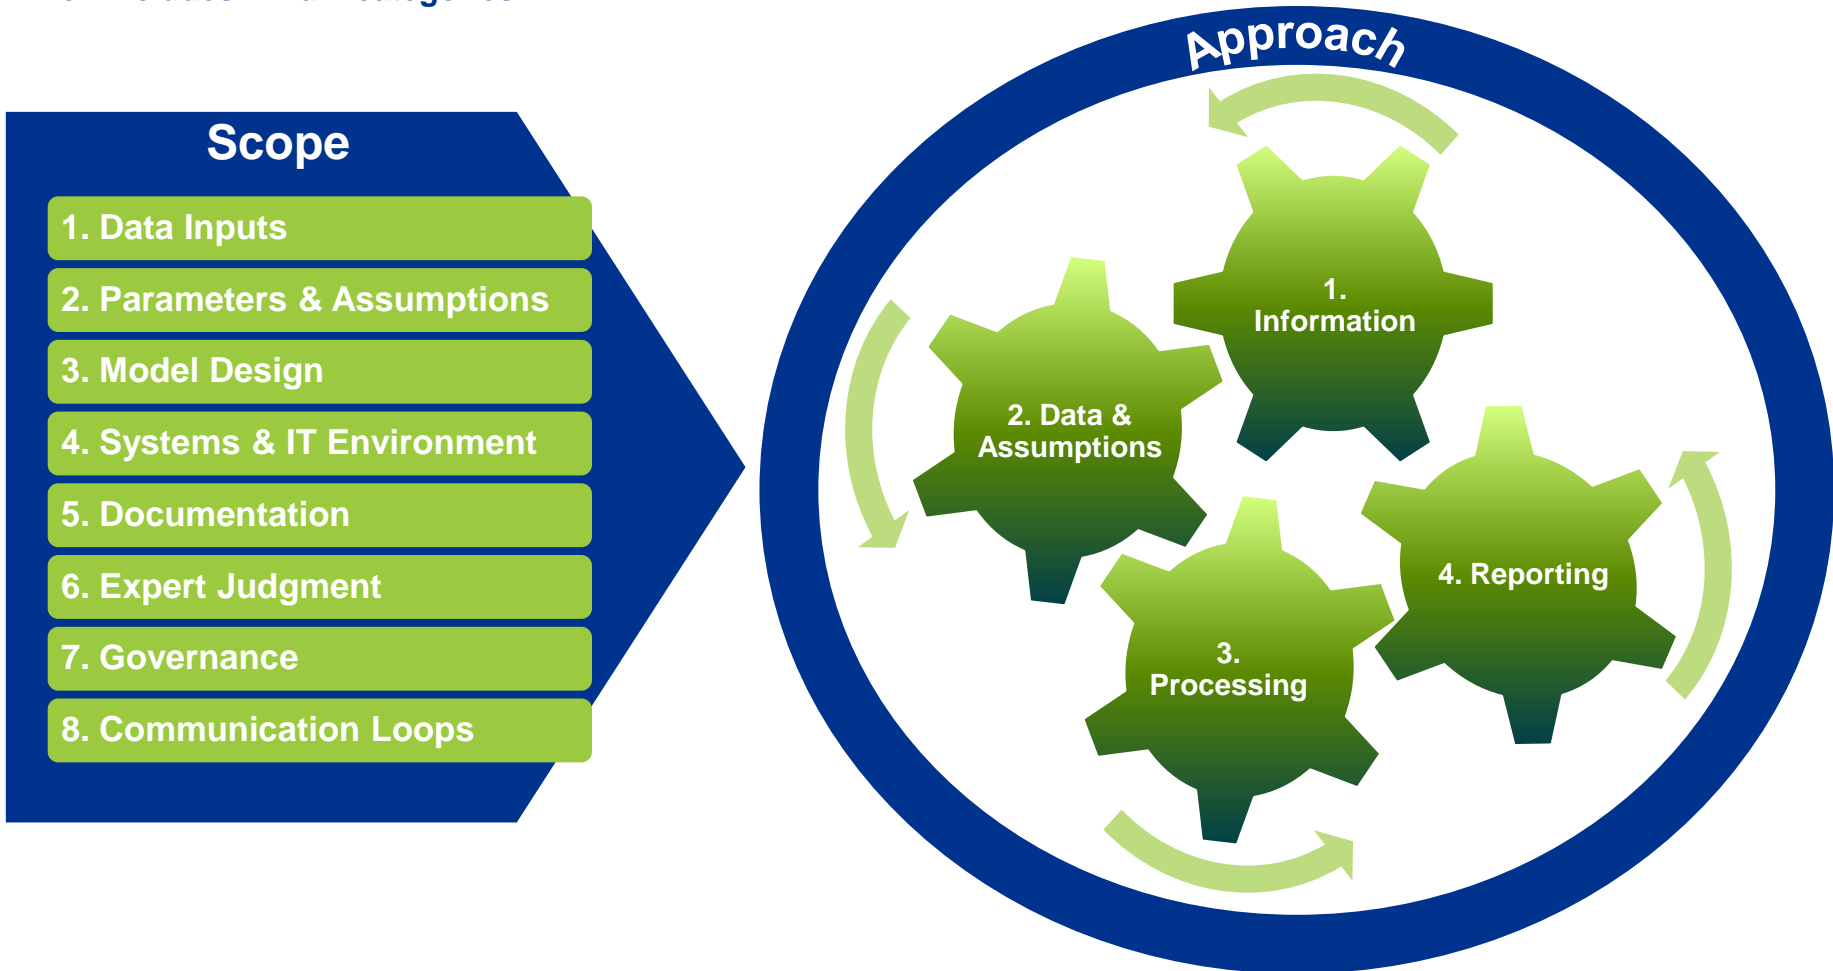 Scope
1. Data Inputs
2. Parameters & Assumptions
3. Model Design
4. Systems & IT Environment
5. Documentation
6. Expert Judgment
7. Governance
8. Communication Loops
Approach
1.
Information
2. Data &
Assumptions
3.
Processing
4. Reporting